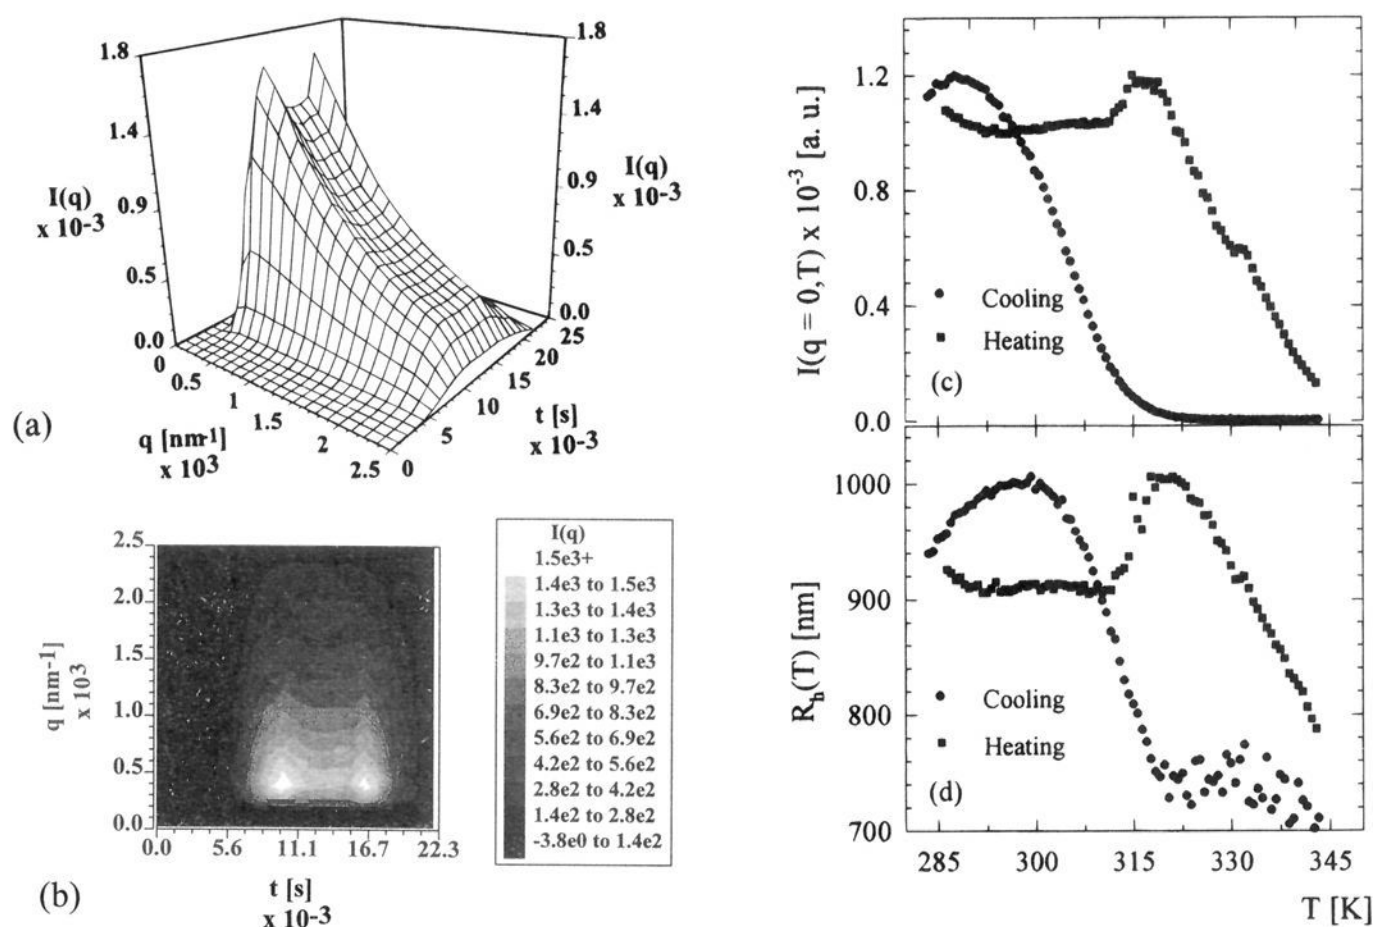 1.8
1.4
I(q)
x 10-3
0.9
0.5
0.0
0
0.5
1
1.5
2
2.5
q [nm-1]
x 103
0
5
10
15
20
25
t [s]
x 10-3
1.8
1.4
I(q)
x 10-3
0.9
0.5
0.0
(a)
2.5
2.0
1.5
1.0
0.5
0.0
q [nm-1]
x 103
0.0 5.6 11.1 16.7 22.3
t [s]
x 10-3
(b)
I(q)
1.5e3+
1.4e3 to 1.5e3
1.3e3 to 1.4e3
1.1e3 to 1.3e3
9.7e2 to 1.1e3
8.3e2 to 9.7e2
6.9e2 to 8.3e2
5.6e2 to 6.9e2
4.2e2 to 5.6e2
2.8e2 to 4.2e2
1.4e2 to 2.8e2
-3.8e0 to 1.4e2
I(q = 0,T) x 10-3 [a. u.]
1.2
0.8
0.4
0.0
Cooling
Heating
(c)
Rh(T) [nm]
1000
900
800
700
Cooling
Heating
(d)
285 300 315 330 345
T [K]